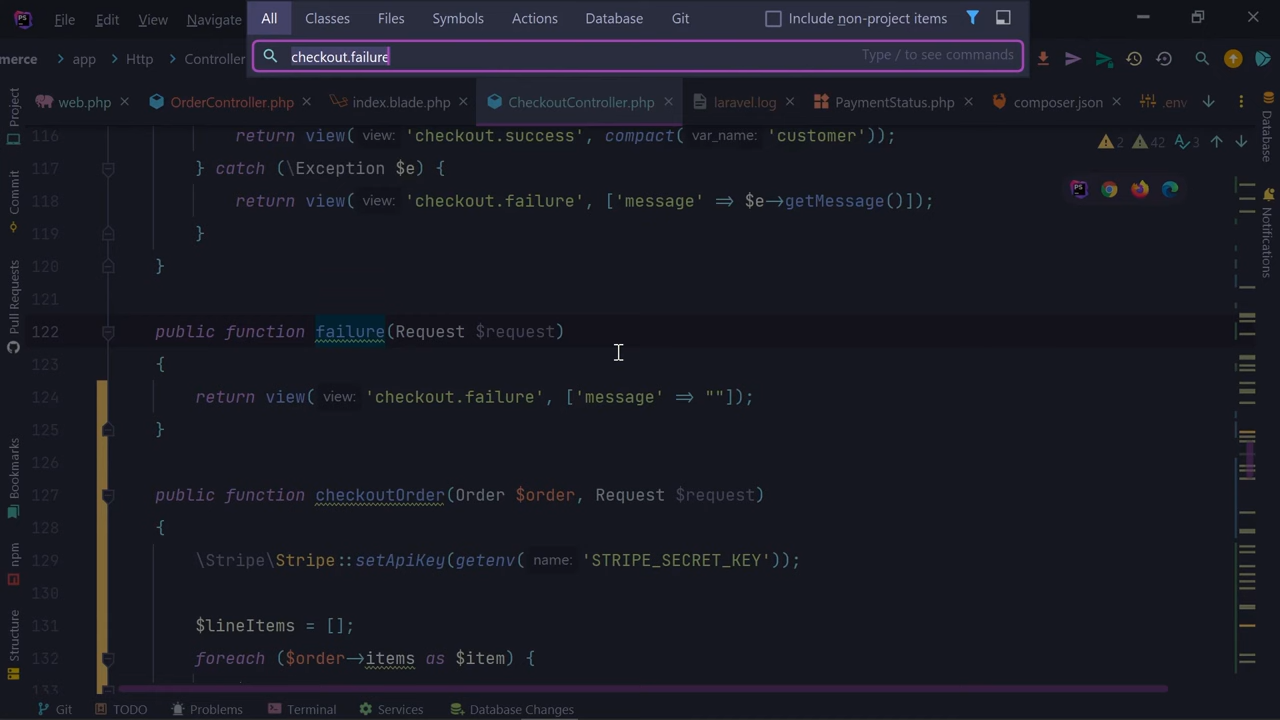 File Edit View Navigate
All Classes Files Symbols Actions Database Git Include non-project items
checkout.failure Type / to see commands
merce app Http Controller
web.php OrderController.php index.blade.php CheckoutController.php laravel.log PaymentStatus.php composer.json .env
116 return view( view: 'checkout.success', compact( var_name: 'customer'));
117 } catch (\Exception $e) {
118 return view( view: 'checkout.failure', ['message' => $e->getMessage()]);
119 }
120 }
121
122 public function failure(Request $request)
123 {
124 return view( view: 'checkout.failure', ['message' => ""]);
125 }
126
127 public function checkoutOrder(Order $order, Request $request)
128 {
129 \Stripe\Stripe::setApiKey(getenv( name: 'STRIPE_SECRET_KEY'));
130
131 $lineItems = [];
132 foreach ($order->items as $item) {
133
2 42 3
Project
Commit
Pull Requests
Bookmarks
npm
Structure
Database
Notifications
Git TODO Problems Terminal Services Database Changes